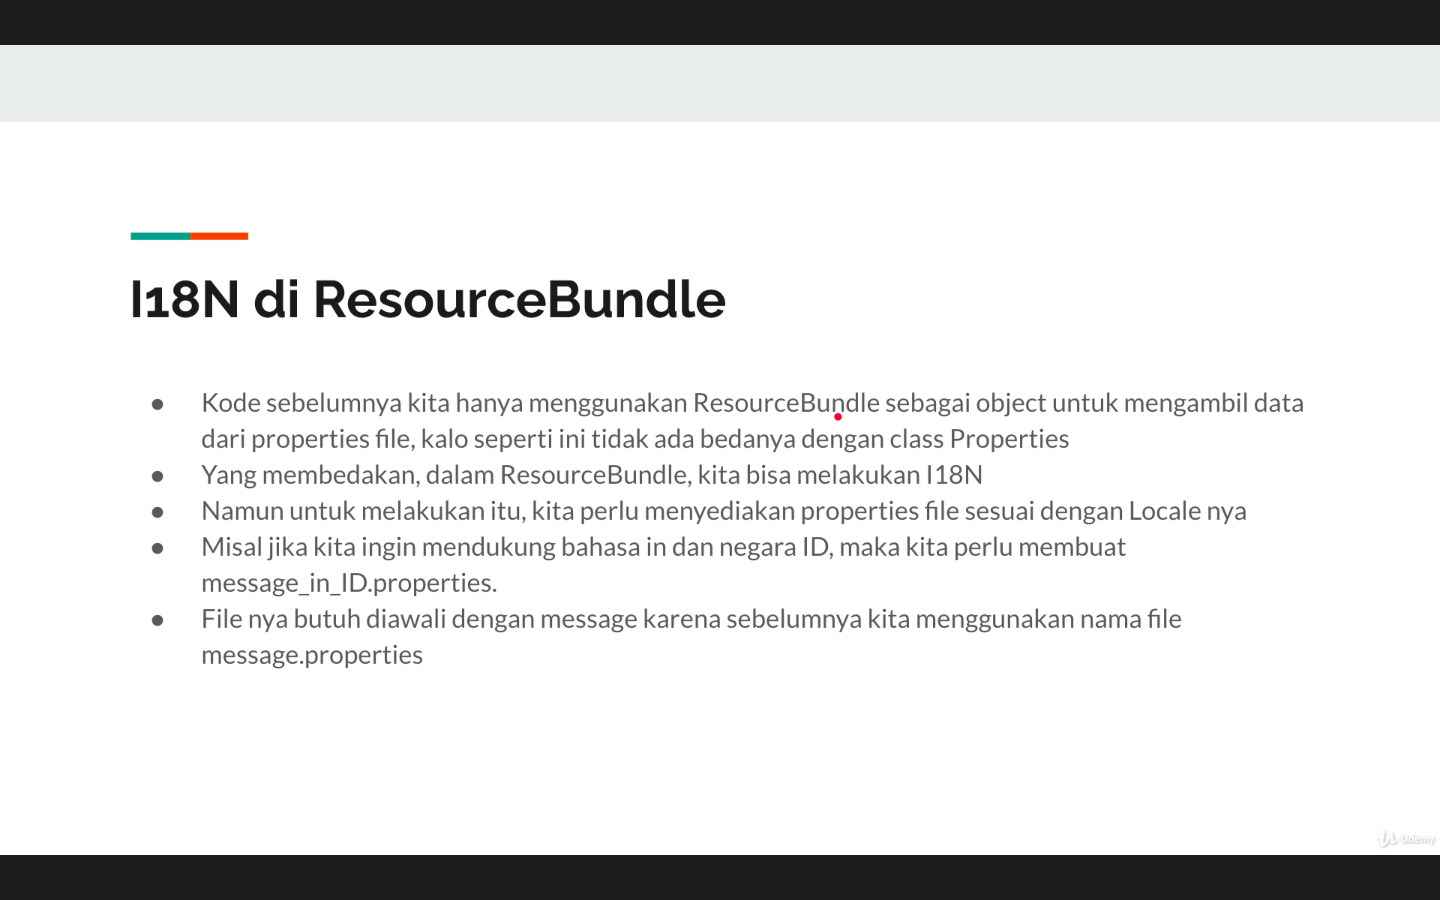 I18N di ResourceBundle
● Kode sebelumnya kita hanya menggunakan ResourceBundle sebagai object untuk mengambil data
dari properties file, kalo seperti ini tidak ada bedanya dengan class Properties
● Yang membedakan, dalam ResourceBundle, kita bisa melakukan I18N
● Namun untuk melakukan itu, kita perlu menyediakan properties file sesuai dengan Locale nya
● Misal jika kita ingin mendukung bahasa in dan negara ID, maka kita perlu membuat
message_in_ID.properties.
● File nya butuh diawali dengan message karena sebelumnya kita menggunakan nama file
message.properties
Udemy